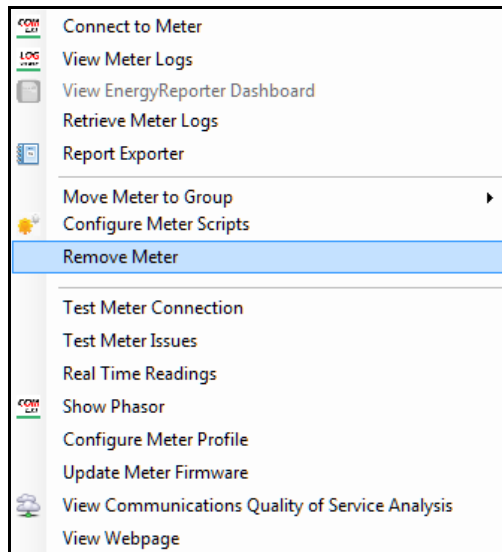 Connect to Meter
View Meter Logs
View EnergyReporter Dashboard
Retrieve Meter Logs
Report Exporter
Move Meter to Group
Configure Meter Scripts
Remove Meter
Test Meter Connection
Test Meter Issues
Real Time Readings
Show Phasor
Configure Meter Profile
Update Meter Firmware
View Communications Quality of Service Analysis
View Webpage